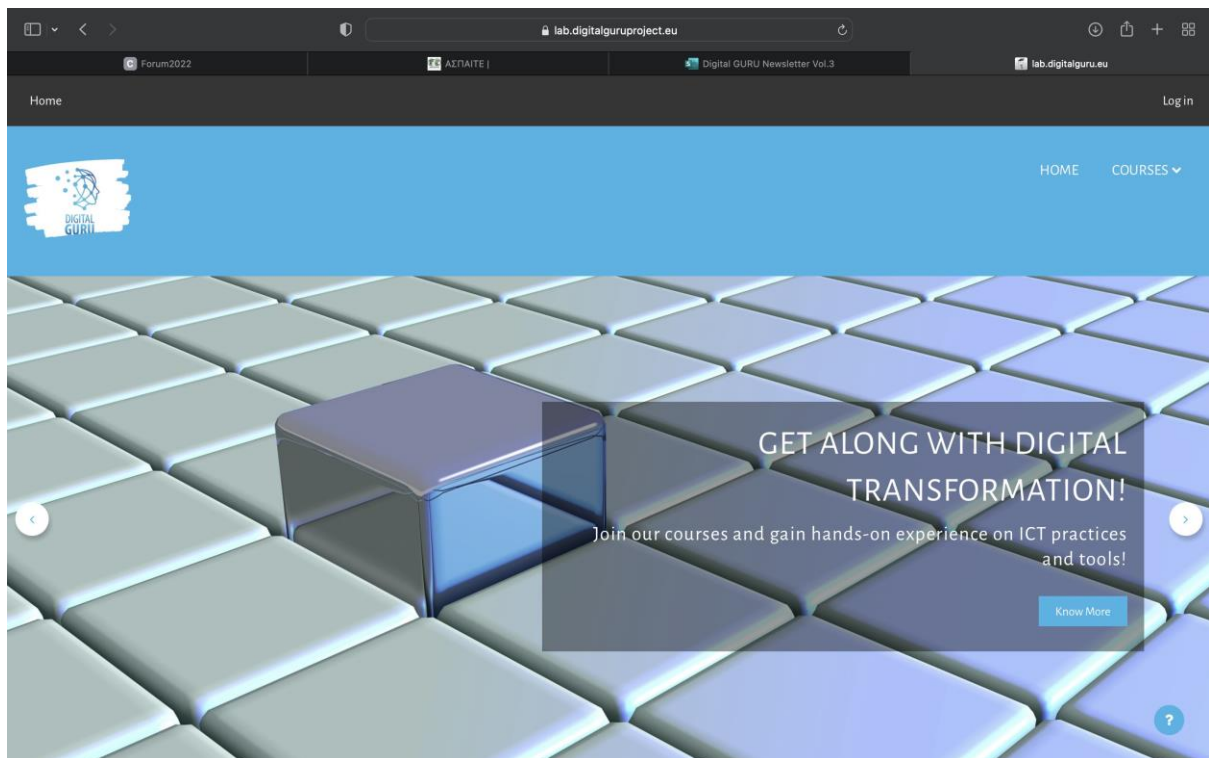 lab.digitalguruproject.eu
C Forum2022
ΑΣΠΑΙΤΕ |
Digital GURU Newsletter Vol.3
lab.digitalguru.eu
Home
Log in
DIGITAL
GURU
HOME
COURSES
GET ALONG WITH DIGITAL
TRANSFORMATION!
Join our courses and gain hands-on experience on ICT practices
and tools!
Know More
?